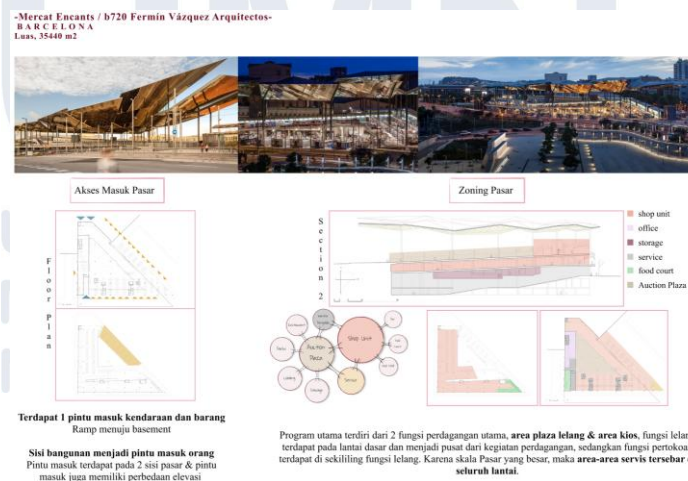 -Mercat Encants / b720 Fermín Vázquez Arquitectos-
BARCELONA
Luas, 35440 m2
Akses Masuk Pasar
Zoning Pasar
Floor Plan
Section 2
shop unit
office
storage
service
food court
Auction Plaza
Shop unit
Auction Plaza
Service
Storage
Terdapat 1 pintu masuk kendaraan dan barang
Ramp menuju basement
Sisi bangunan menjadi pintu masuk orang
Pintu masuk terdapat pada 2 sisi pasar & pintu
masuk juga memiliki perbedaan elevasi
Program utama terdiri dari 2 fungsi perdagangan utama, area plaza lelang & area kios, fungsi lelan
terdapat pada lantai dasar dan menjadi pusat dari kegiatan perdagangan, sedangkan fungsi pertokoa
terdapat di sekililing fungsi lelang. Karena skala Pasar yang besar, maka area-area servis tersebar
seluruh lantai.